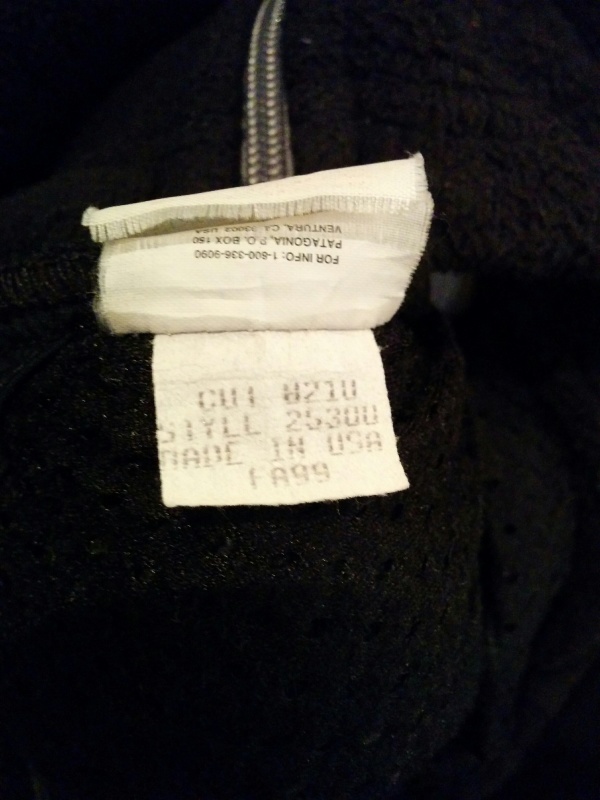 FOR INFO: 1-800-336-9090
PATAGONIA, P.O. BOX 150
VENTURA, CA 93002 USA
CUT 0210
STYLE 25300
MADE IN USA
FA99